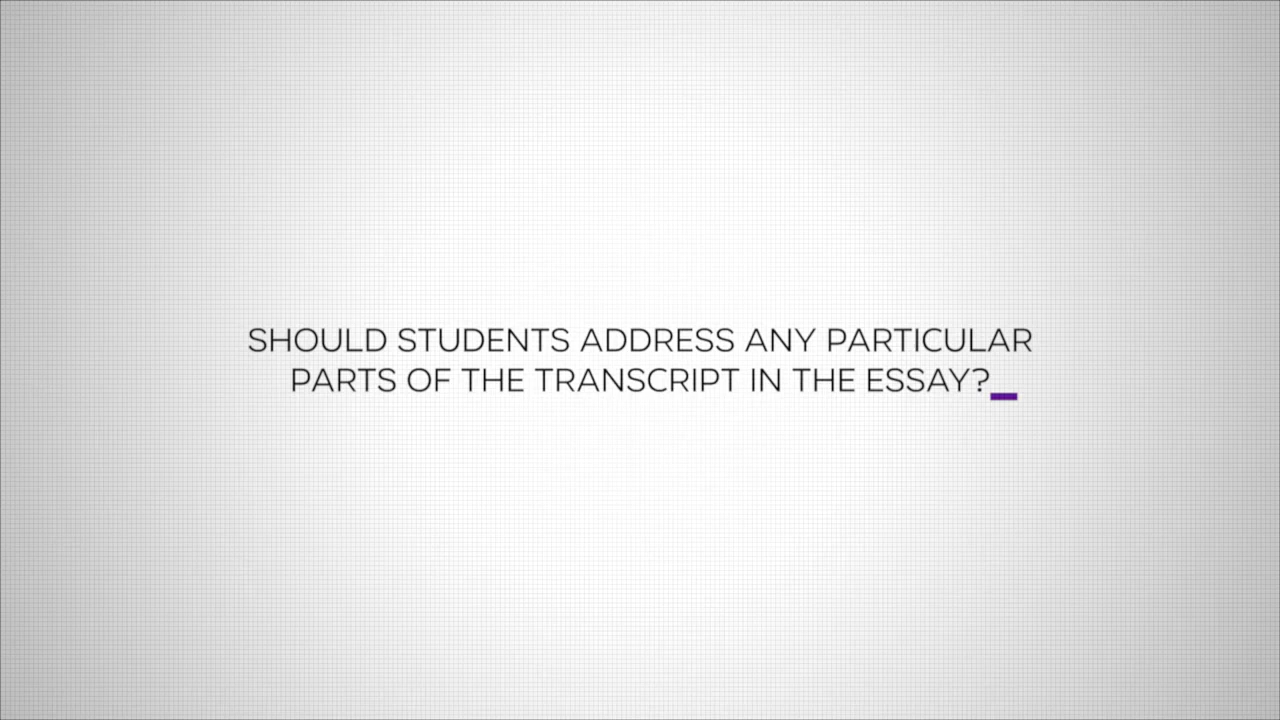 SHOULD STUDENTS ADDRESS ANY PARTICULAR
PARTS OF THE TRANSCRIPT IN THE ESSAY?